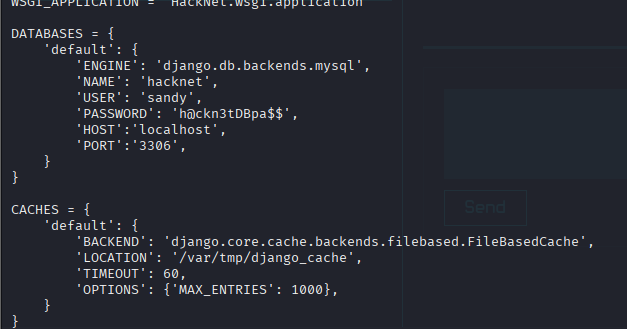 WSGI_APPLICATION = 'HackNet.wsgi.application'
DATABASES = {
    'default': {
        'ENGINE': 'django.db.backends.mysql',
        'NAME': 'hacknet',
        'USER': 'sandy',
        'PASSWORD': 'h@ckn3tDBpa$$',
        'HOST':'localhost',
        'PORT':'3306',
    }
}
CACHES = {
    'default': {
        'BACKEND': 'django.core.cache.backends.filebased.FileBasedCache',
        'LOCATION': '/var/tmp/django_cache',
        'TIMEOUT': 60,
        'OPTIONS': {'MAX_ENTRIES': 1000},
    }
}
Send